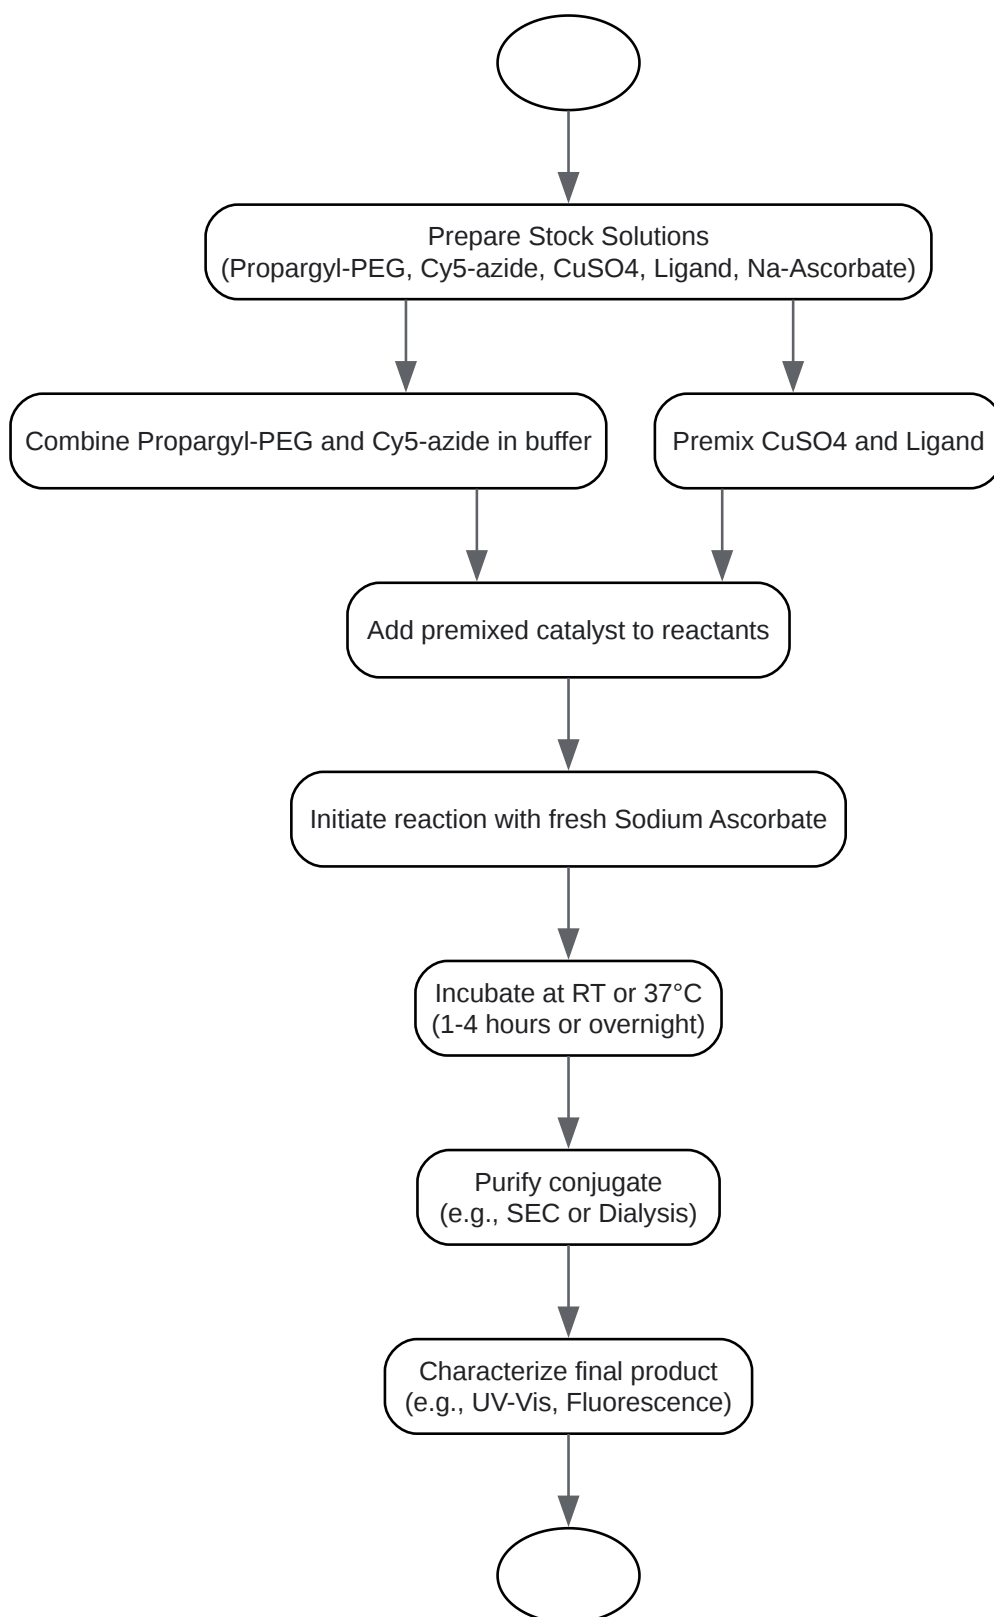 Prepare Stock Solutions
(Propargyl-PEG, Cy5-azide, CuSO4, Ligand, Na-Ascorbate)
Combine Propargyl-PEG and Cy5-azide in buffer
Premix CuSO4 and Ligand
Add premixed catalyst to reactants
Initiate reaction with fresh Sodium Ascorbate
Incubate at RT or 37°C
(1-4 hours or overnight)
Purify conjugate
(e.g., SEC or Dialysis)
Characterize final product
(e.g., UV-Vis, Fluorescence)